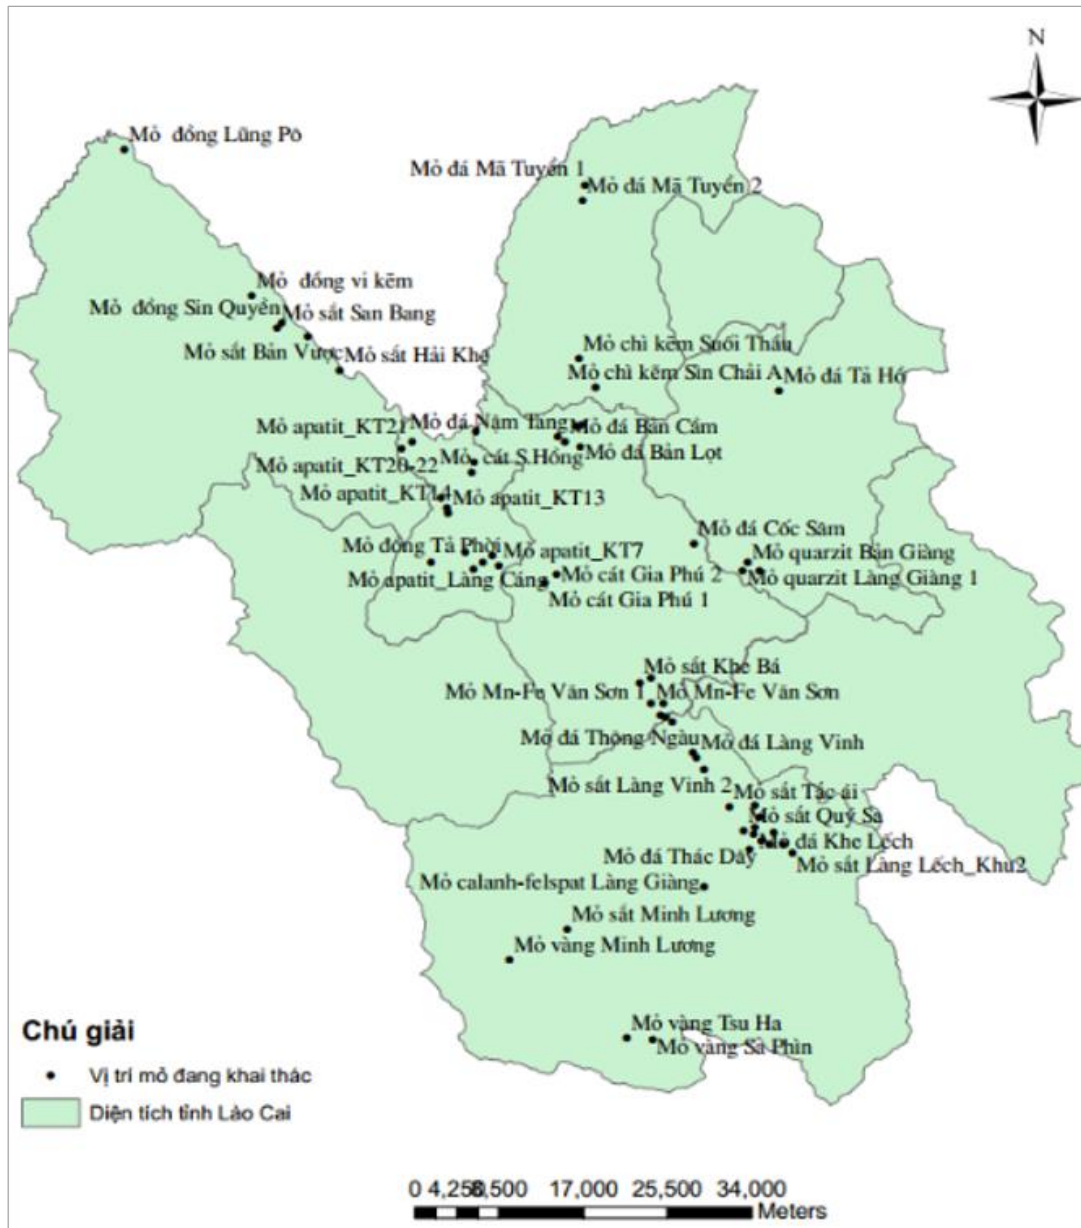 N
Mỏ đồng Lũng Pô
Mỏ đá Mã Tuyển 1
Mỏ đá Mã Tuyển 2
Mỏ đồng vi kẽm
Mỏ đồng Sin Quyền
Mỏ sắt San Bang
Mỏ sắt Bản Vược
Mỏ sắt Hải Khê
Mỏ chì kẽm Suối Thầu
Mỏ chì kẽm Sin Chải A
Mỏ đá Tả Hồ
Mỏ apatit_KT21
Mỏ đá Nậm Tang
Mỏ đá Bản Cầm
Mỏ apatit_KT20-22
Mỏ cát S.Hồng
Mỏ đá Bản Lọt
Mỏ apatit_KT14
Mỏ apatit_KT13
Mỏ đá Cốc Sâm
Mỏ đồng Tả Phời
Mỏ apatit_KT7
Mỏ quarzit Bản Giàng
Mỏ apatit_Làng Cáng
Mỏ cát Gia Phú 2
Mỏ quarzit Làng Giàng 1
Mỏ cát Gia Phú 1
Mỏ sắt Khe Bá
Mỏ Mn-Fe Văn Sơn 1
Mỏ Mn-Fe Văn Sơn
Mỏ đá Thông Ngàu
Mỏ đá Làng Vinh
Mỏ sắt Làng Vinh 2
Mỏ sắt Tác ái
Mỏ sắt Quý Sa
Mỏ đá Khe Lếch
Mỏ đá Thác Dây
Mỏ sắt Làng Lếch_Khu2
Mỏ calanh-felspat Làng Giàng
Mỏ sắt Minh Lương
Mỏ vàng Minh Lương
Mỏ vàng Tsu Ha
Mỏ vàng Sa Phìn
Chú giải
Vị trí mỏ đang khai thác
Diện tích tỉnh Lào Cai
0 4,250 8,500 17,000 25,500 34,000
Meters